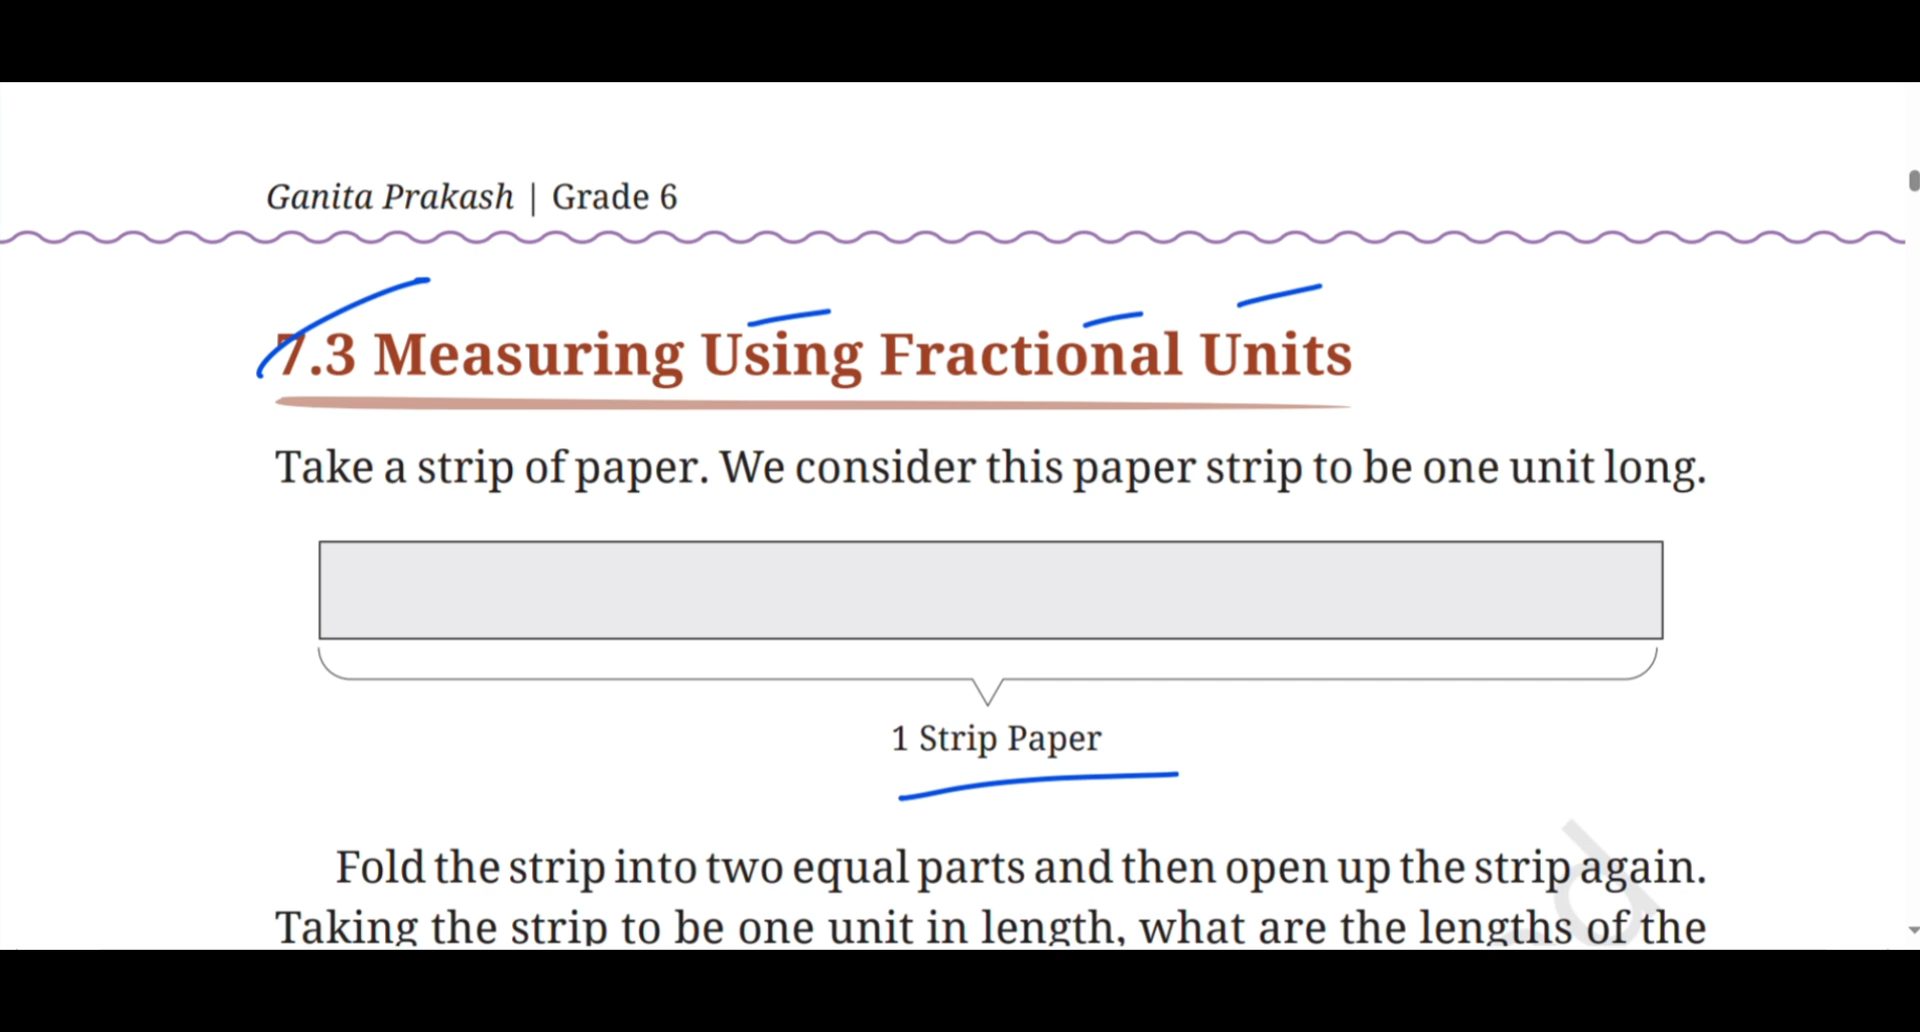 Ganita Prakash | Grade 6
7.3 Measuring Using Fractional Units
Take a strip of paper. We consider this paper strip to be one unit long.
1 Strip Paper
Fold the strip into two equal parts and then open up the strip again.
Taking the strip to be one unit in length, what are the lengths of the